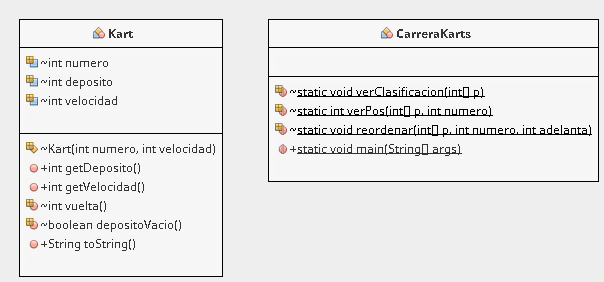 Kart
~int numero
~int deposito
~int velocidad
~Kart(int numero, int velocidad)
+int getDeposito()
+int getVelocidad()
~int vuelta()
~boolean depositoVacio()
+String toString()
CarreraKarts
~static void verClasificacion(int[] p)
~static int verPos(int[] p, int numero)
~static void reordenar(int[] p, int numero, int adelanta)
+static void main(String[] args)